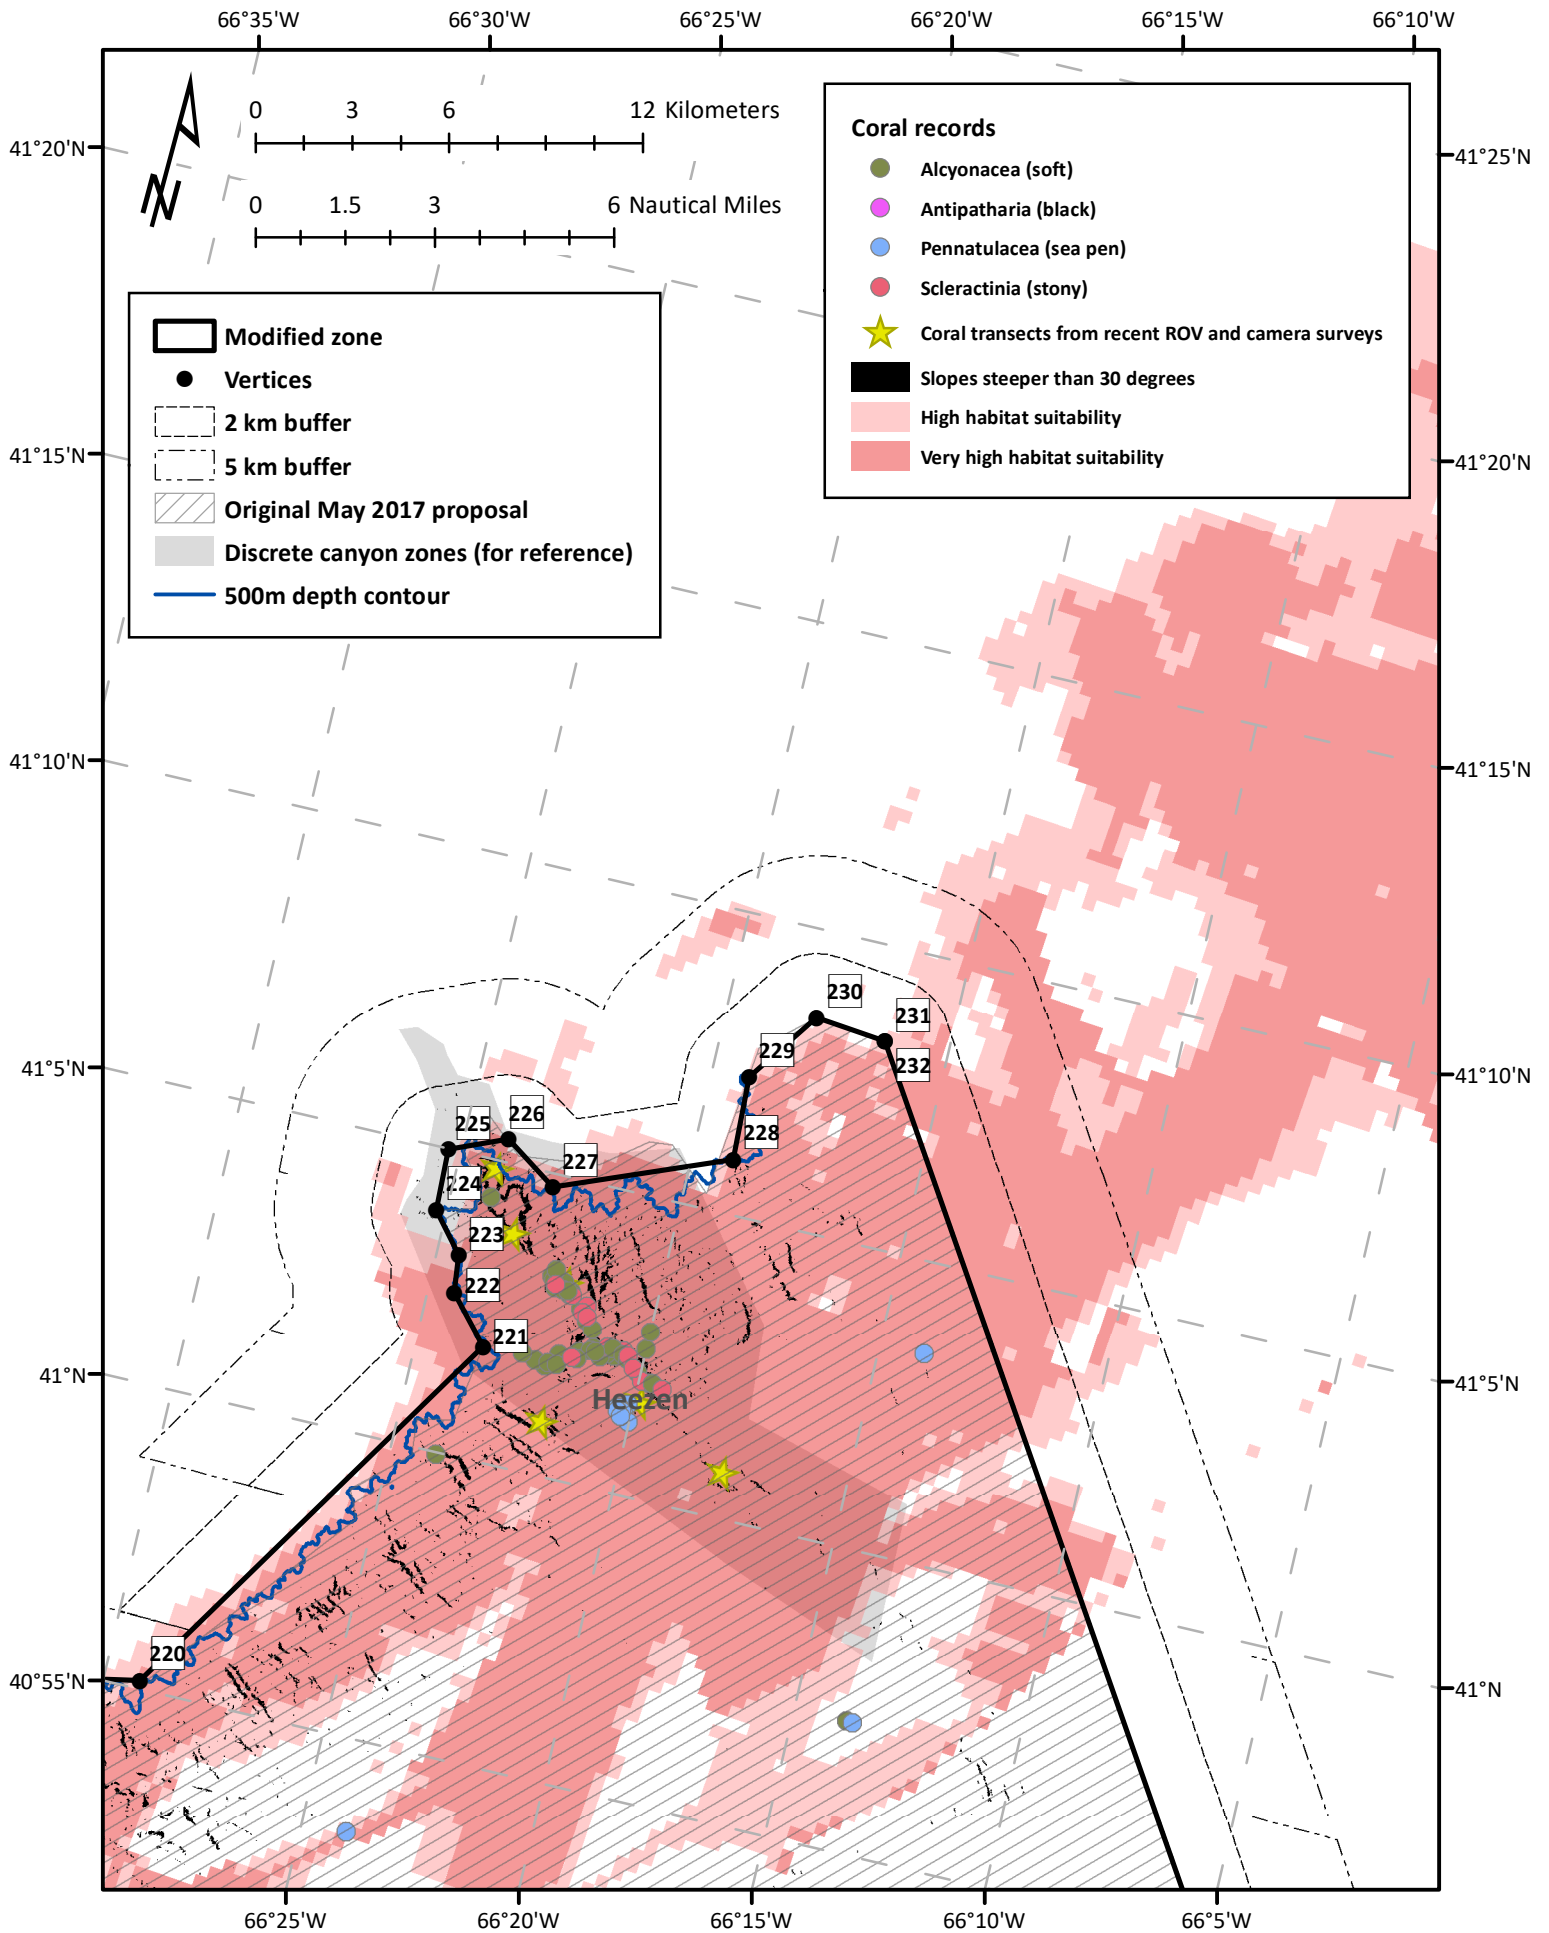 66°35'W 66°30'W 66°25'W 66°20'W 66°15'W 66°10'W
N
0 3 6 12 Kilometers
0 1.5 3 6 Nautical Miles
Coral records
Alcyonacea (soft)
Antipatharia (black)
Pennatulacea (sea pen)
Scleractinia (stony)
Coral transects from recent ROV and camera surveys
Slopes steeper than 30 degrees
High habitat suitability
Very high habitat suitability
Modified zone
Vertices
2 km buffer
5 km buffer
Original May 2017 proposal
Discrete canyon zones (for reference)
500m depth contour
41°20'N
41°15'N
41°10'N
41°5'N
41°N
40°55'N
41°25'N
41°20'N
41°15'N
41°10'N
41°5'N
41°N
230
231
229
232
226
225
228
227
224
223
222
221
Heezen
220
66°25'W 66°20'W 66°15'W 66°10'W 66°5'W